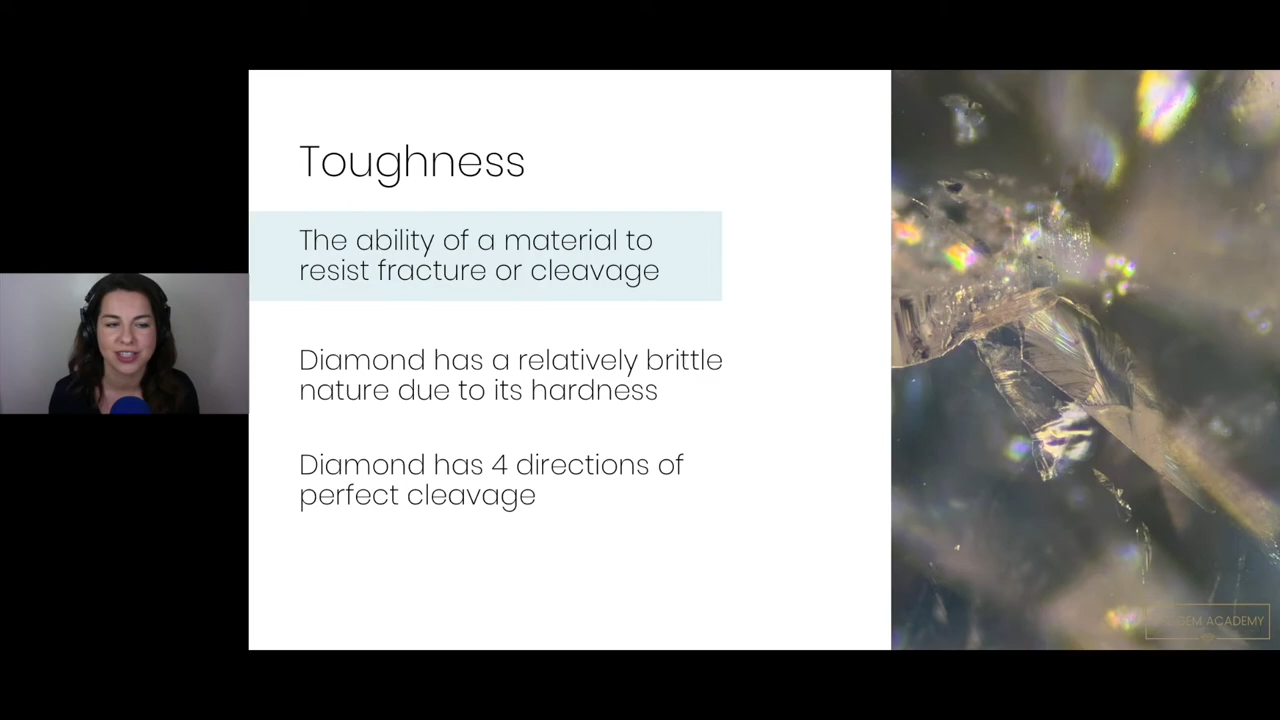 Toughness
The ability of a material to
resist fracture or cleavage
Diamond has a relatively brittle
nature due to its hardness
Diamond has 4 directions of
perfect cleavage
GEM ACADEMY